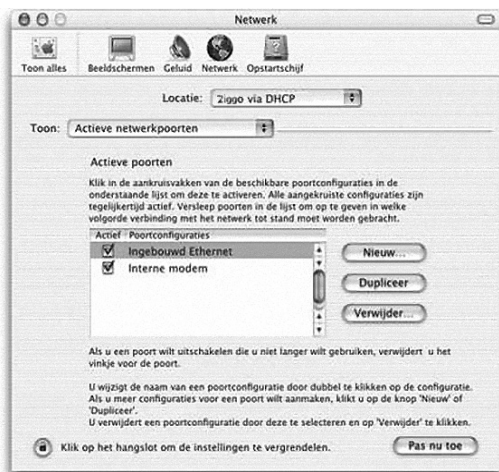 Netwerk
Toon alles Beeldschermen Geluid Netwerk Opstartschijf
Locatie: Ziggo via DHCP
Toon: Actieve netwerkpoorten
Actieve poorten
Klik in de aankruisvakken van de beschikbare poortconfiguraties in de
onderstaande lijst om deze te activeren. Alle aangekruiste configuraties zijn
tegelijkertijd actief. Versleep poorten in de lijst om op te geven in welke
volgorde verbinding met het netwerk tot stand moet worden gebracht.
Actief Poortconfiguraties
Ingebouwd Ethernet
Interne modem
Nieuw...
Dupliceer
Verwijder...
Als u een poort wilt uitschakelen die u niet langer wilt gebruiken, verwijdert u het
vinkje voor de poort.
U wijzigt de naam van een poortconfiguratie door dubbel te klikken op de configuratie.
Als u meer configuraties voor een poort wilt aanmaken, klikt u op de knop 'Nieuw' of
'Dupliceer'.
U verwijdert een poortconfiguratie door deze te selecteren en op 'Verwijder' te klikken.
Klik op het hangslot om de instellingen te vergrendelen.
Pas nu toe